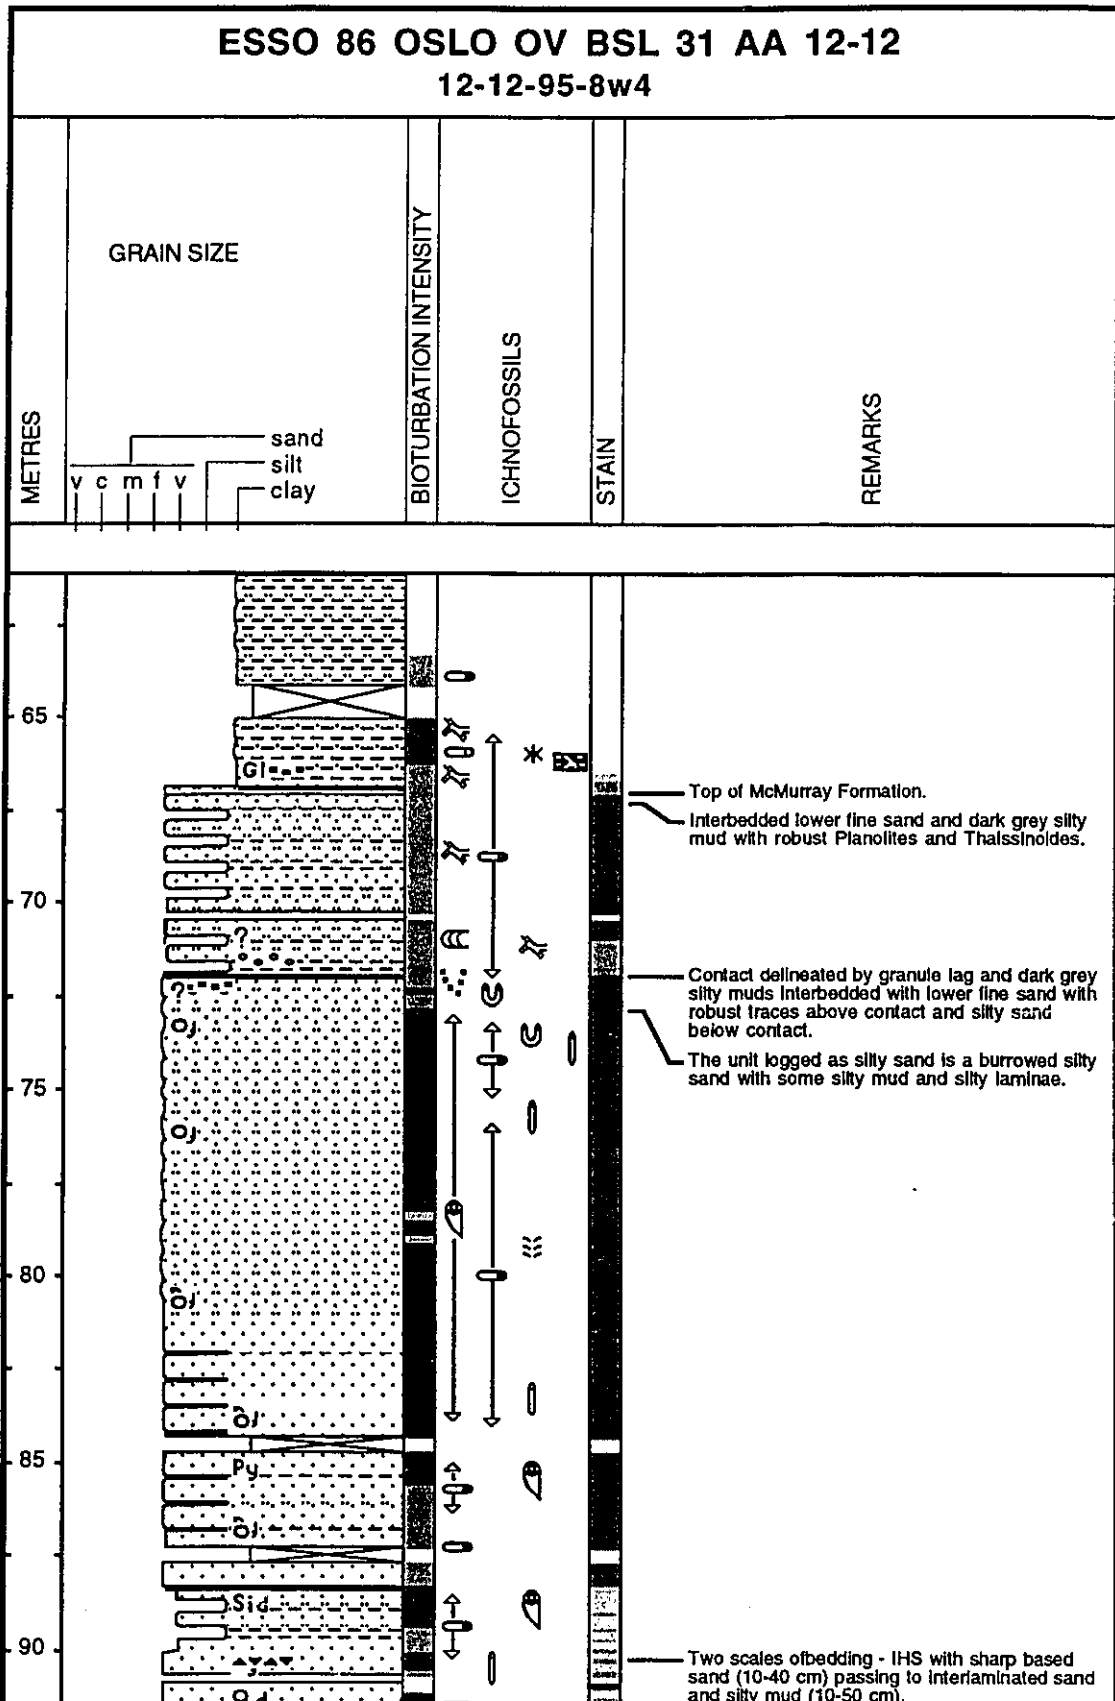 ESSO 86 OSLO OV BSL 31 AA 12-12
12-12-95-8w4
METRES
GRAIN SIZE
sand
silt
clay
v c m f v
BIOTURBATION INTENSITY
ICHNOFOSSILS
STAIN
REMARKS
65
Gl
Top of McMurray Formation.
Interbedded lower fine sand and dark grey silty
mud with robust Planolites and Thalssinoides.
70
?
Contact delineated by granule lag and dark grey
silty muds interbedded with lower fine sand with
robust traces above contact and silty sand
below contact.
?
The unit logged as silty sand is a burrowed silty
sand with some silty mud and silty laminae.
75
80
85
Py
Sid
90
Two scales ofbedding - IHS with sharp based
sand (10-40 cm) passing to interlaminated sand
and silty mud (10-50 cm).